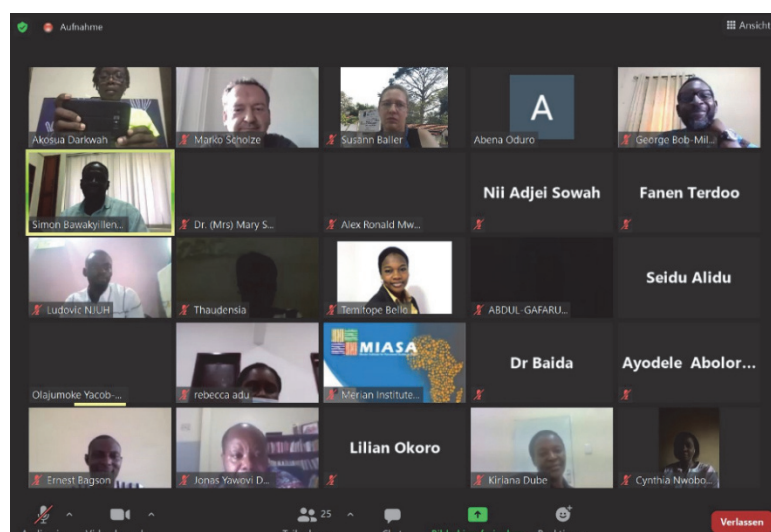 Aufnahme
Ansicht
Akosua Darkwah
Marko Scholze
Susann Baller
A
Abena Oduro
George Bob-Mil...
Simon Bawakyillen...
Dr. (Mrs) Mary S...
Alex Ronald Mw...
Nii Adjei Sowah
Fanen Terdoo
Ludovic NJIUH
Thaudensia
Temitope Bello
ABDUL-GAFARU...
Seidu Alidu
Olajumoke Yacob-...
rebecca adu
MIASA
Merian Institute...
Dr Baida
Ayodele Abolor...
Ernest Bagson
Jonas Yawovi D...
Lilian Okoro
Kiriana Dube
Cynthia Nwobo...
25
Verlassen